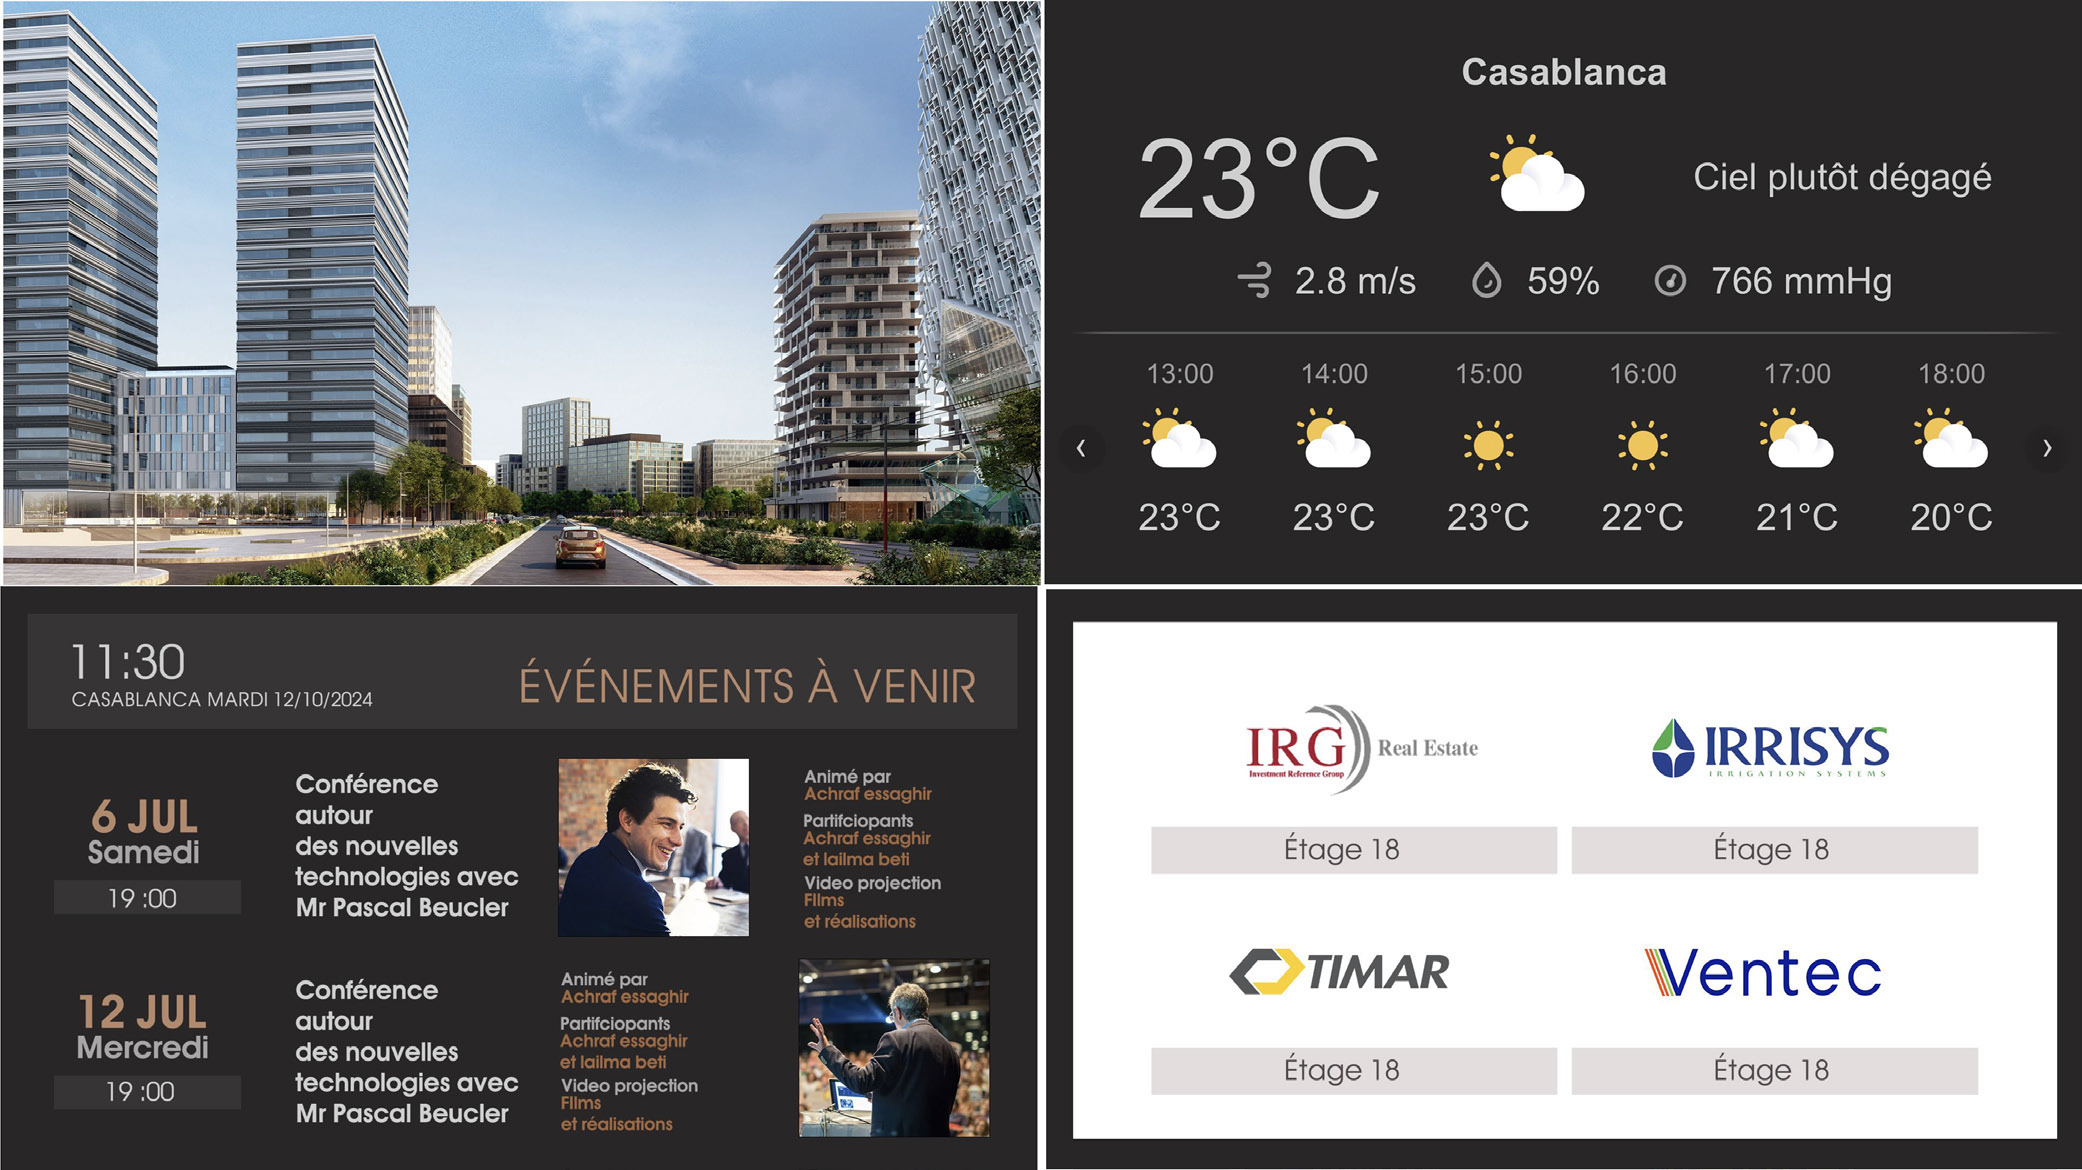 Casablanca
23°C
Ciel plutôt dégagé
2.8 m/s
59%
766 mmHg
13:00 14:00 15:00 16:00 17:00 18:00
23°C 23°C 23°C 22°C 21°C 20°C
11:30
CASABLANCA MARDI 12/10/2024
ÉVÉNEMENTS À VENIR
6 JUL
Samedi
19 :00
Conférence
autour
des nouvelles
technologies avec
Mr Pascal Beucler
Animé par
Achraf essaghir
Partifciopants
Achraf essaghir
et lailma beti
Video projection
FIlms
et réalisations
12 JUL
Mercredi
19 :00
Conférence
autour
des nouvelles
technologies avec
Mr Pascal Beucler
Animé par
Achraf essaghir
Partifciopants
Achraf essaghir
et lailma beti
Video projection
FIlms
et réalisations
IRG Real Estate
Investment Reference Group
Étage 18
IRRISYS
IRRIGATION SYSTEMS
Étage 18
TIMAR
Étage 18
Ventec
Étage 18